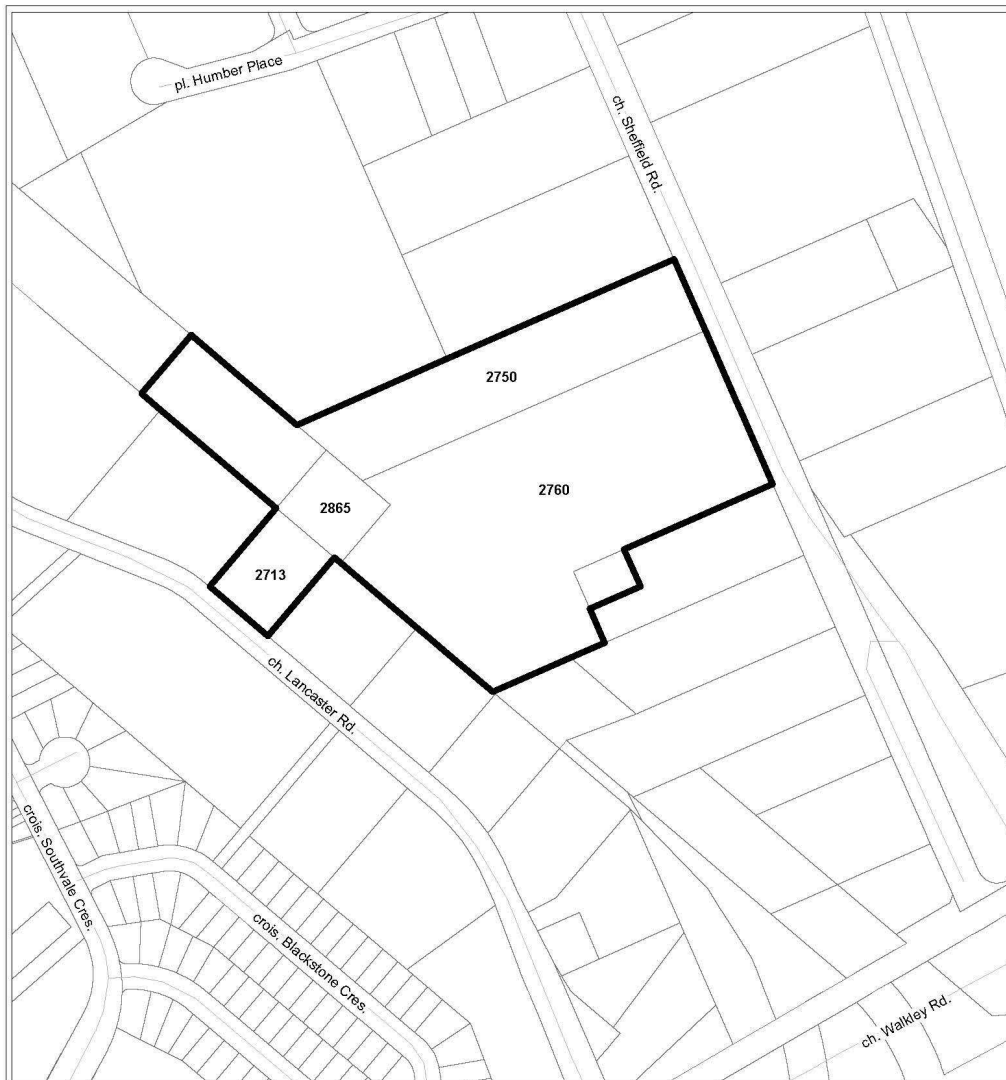 pl. Humber Place
ch. Sheffield Rd.
2750
2760
2865
2713
ch. Lancaster Rd.
crois. Southvale Cres.
crois. Blackstone Cres.
ch. Walkley Rd.